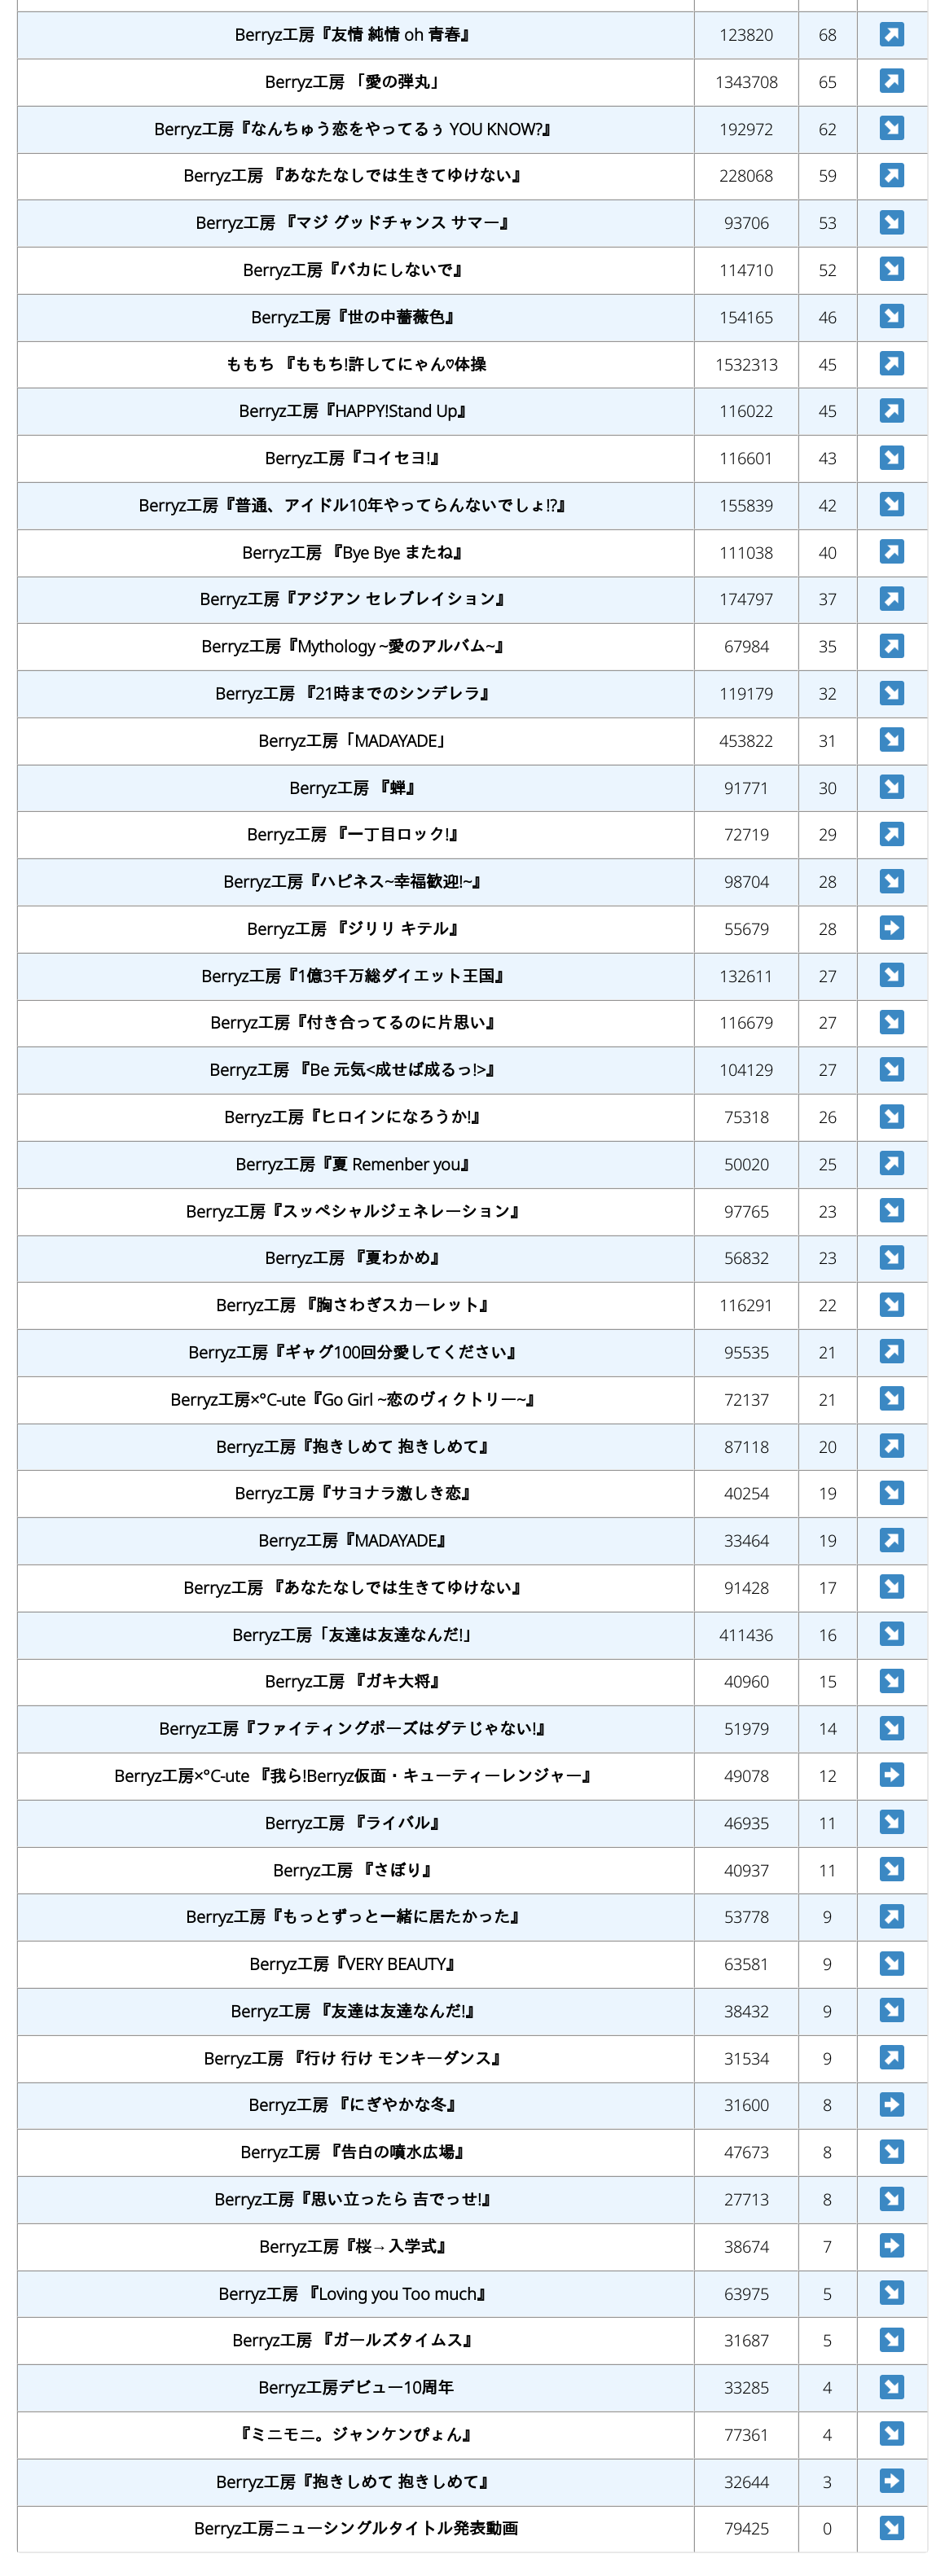 Berryz工房『友情 純情 oh 青春』 123820 68
Berryz工房 「愛の弾丸」 1343708 65
Berryz工房『なんちゅう恋をやってるぅ YOU KNOW?』 192972 62
Berryz工房 『あなたなしでは生きてゆけない』 228068 59
Berryz工房 『マジ グッドチャンス サマー』 93706 53
Berryz工房『バカにしないで』 114710 52
Berryz工房『世の中薔薇色』 154165 46
ももち 『ももち!許してにゃん♡体操 1532313 45
Berryz工房『HAPPY!Stand Up』 116022 45
Berryz工房『コイセヨ!』 116601 43
Berryz工房『普通、アイドル10年やってらんないでしょ!?』 155839 42
Berryz工房 『Bye Bye またね』 111038 40
Berryz工房『アジアン セレブレイション』 174797 37
Berryz工房『Mythology ~愛のアルバム~』 67984 35
Berryz工房 『21時までのシンデレラ』 119179 32
Berryz工房「MADAYADE」 453822 31
Berryz工房 『蝉』 91771 30
Berryz工房 『一丁目ロック!』 72719 29
Berryz工房『ハピネス~幸福歓迎!~』 98704 28
Berryz工房 『ジリリ キテル』 55679 28
Berryz工房『1億3千万総ダイエット王国』 132611 27
Berryz工房『付き合ってるのに片思い』 116679 27
Berryz工房 『Be 元気<成せば成るっ!>』 104129 27
Berryz工房『ヒロインになろうか!』 75318 26
Berryz工房『夏 Remenber you』 50020 25
Berryz工房『スッペシャルジェネレーション』 97765 23
Berryz工房 『夏わかめ』 56832 23
Berryz工房 『胸さわぎスカーレット』 116291 22
Berryz工房『ギャグ100回分愛してください』 95535 21
Berryz工房×°C-ute『Go Girl ~恋のヴィクトリー~』 72137 21
Berryz工房『抱きしめて 抱きしめて』 87118 20
Berryz工房『サヨナラ激しき恋』 40254 19
Berryz工房『MADAYADE』 33464 19
Berryz工房 『あなたなしでは生きてゆけない』 91428 17
Berryz工房「友達は友達なんだ!」 411436 16
Berryz工房 『ガキ大将』 40960 15
Berryz工房『ファイティングポーズはダテじゃない!』 51979 14
Berryz工房×°C-ute 『我ら!Berryz仮面・キューティーレンジャー』 49078 12
Berryz工房 『ライバル』 46935 11
Berryz工房 『さぼり』 40937 11
Berryz工房『もっとずっと一緒に居たかった』 53778 9
Berryz工房『VERY BEAUTY』 63581 9
Berryz工房 『友達は友達なんだ!』 38432 9
Berryz工房 『行け 行け モンキーダンス』 31534 9
Berryz工房 『にぎやかな冬』 31600 8
Berryz工房 『告白の噴水広場』 47673 8
Berryz工房『思い立ったら 吉でっせ!』 27713 8
Berryz工房『桜→入学式』 38674 7
Berryz工房 『Loving you Too much』 63975 5
Berryz工房 『ガールズタイムス』 31687 5
Berryz工房デビュー10周年 33285 4
『ミニモニ。ジャンケンぴょん』 77361 4
Berryz工房『抱きしめて 抱きしめて』 32644 3
Berryz工房ニューシングルタイトル発表動画 79425 0